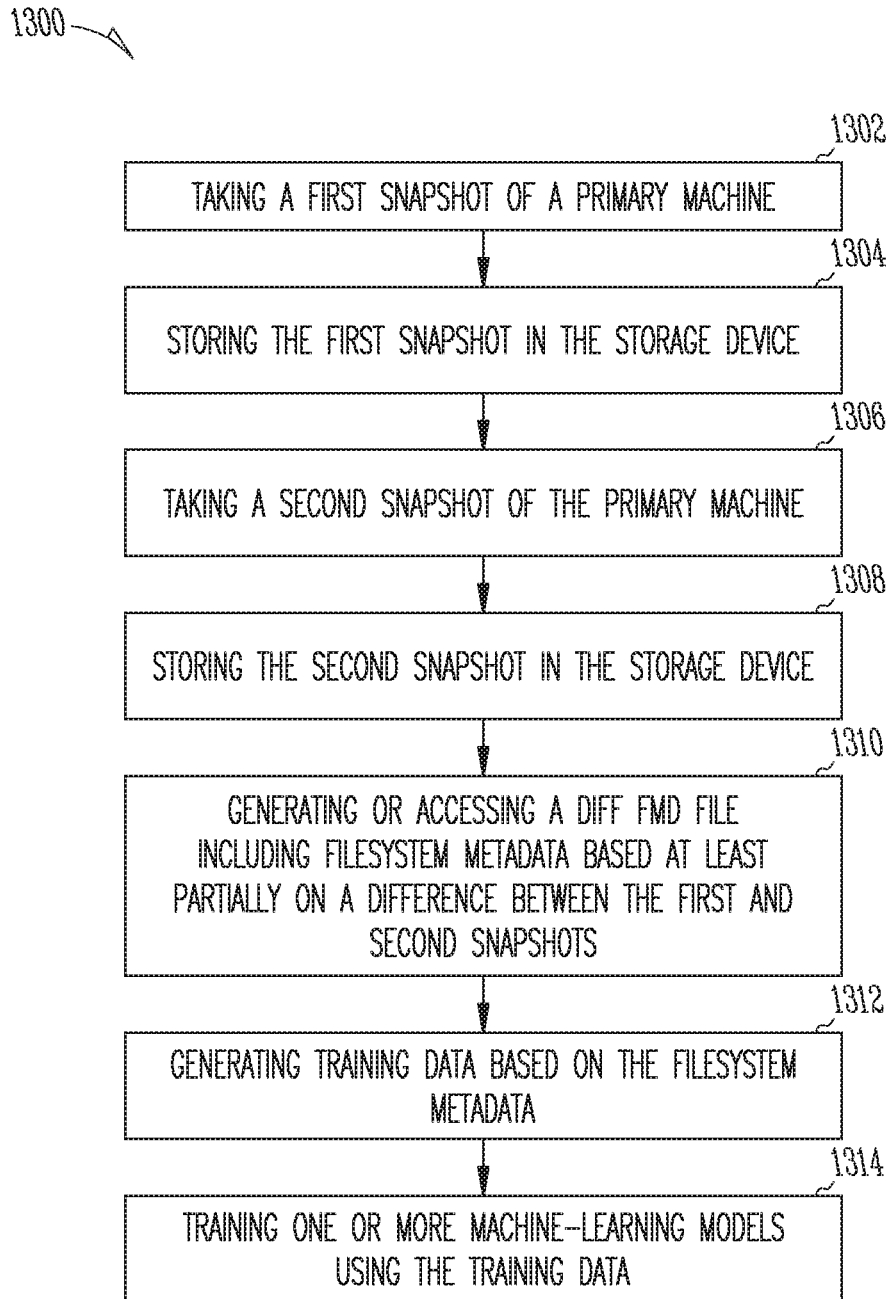 1300
1302
TAKING A FIRST SNAPSHOT OF A PRIMARY MACHINE
1304
STORING THE FIRST SNAPSHOT IN THE STORAGE DEVICE
1306
TAKING A SECOND SNAPSHOT OF THE PRIMARY MACHINE
1308
STORING THE SECOND SNAPSHOT IN THE STORAGE DEVICE
1310
GENERATING OR ACCESSING A DIFF FMD FILE
INCLUDING FILESYSTEM METADATA BASED AT LEAST
PARTIALLY ON A DIFFERENCE BETWEEN THE FIRST AND
SECOND SNAPSHOTS
1312
GENERATING TRAINING DATA BASED ON THE FILESYSTEM
METADATA
1314
TRAINING ONE OR MORE MACHINE-LEARNING MODELS
USING THE TRAINING DATA